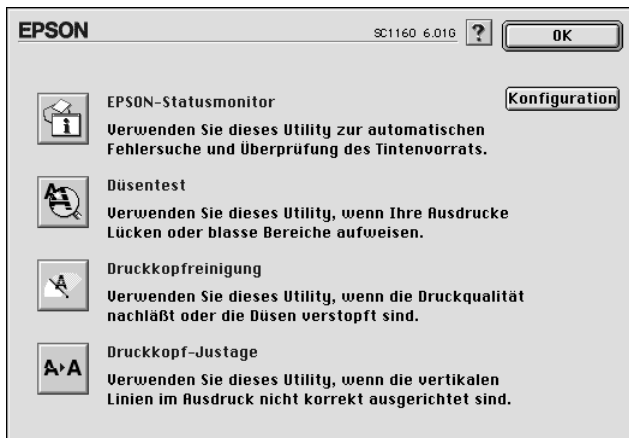 EPSON
SC1160 6.01G ? OK
EPSON-Statusmonitor
Konfiguration
Verwenden Sie dieses Utility zur automatischen
Fehlersuche und Überprüfung des Tintenvorrats.
Düsentest
Verwenden Sie dieses Utility, wenn Ihre Ausdrucke
Lücken oder blasse Bereiche aufweisen.
Druckkopfreinigung
Verwenden Sie dieses Utility, wenn die Druckqualität
nachläßt oder die Düsen verstopft sind.
A▸A
Druckkopf-Justage
Verwenden Sie dieses Utility, wenn die vertikalen
Linien im Ausdruck nicht korrekt ausgerichtet sind.